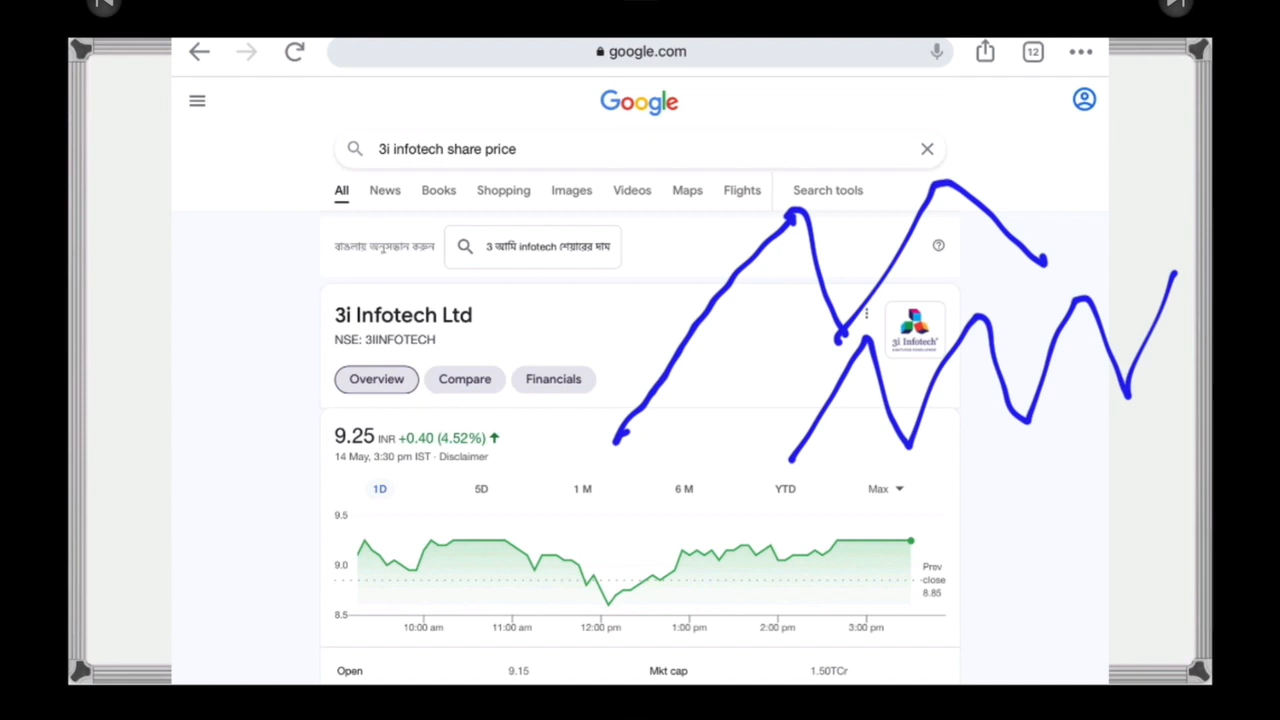 google.com
12
Google
3i infotech share price
All News Books Shopping Images Videos Maps Flights Search tools
বাঙলায় অনুসন্ধান করুন 3 আমি infotech শেয়ারের দাম
3i Infotech Ltd
NSE: 3IINFOTECH
3i Infotech
Overview Compare Financials
9.25 INR +0.40 (4.52%)
14 May, 3:30 pm IST · Disclaimer
1D 5D 1 M 6 M YTD Max
9.5
9.0
8.5
Prev
close
8.85
10:00 am 11:00 am 12:00 pm 1:00 pm 2:00 pm 3:00 pm
Open 9.15 Mkt cap 1.50TCr